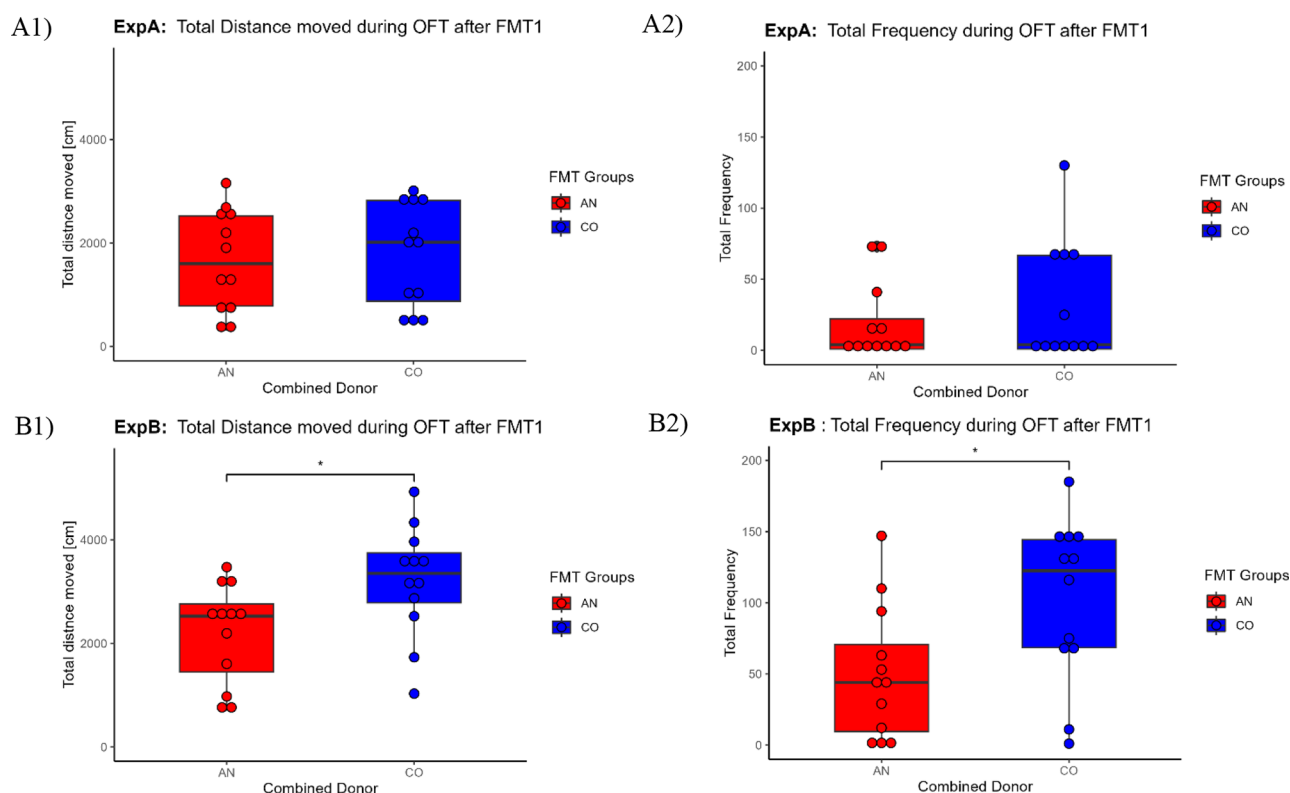 A1)
ExpA: Total Distance moved during OFT after FMT1
Total distnce moved [cm]
4000
2000
0
AN
CO
Combined Donor
FMT Groups
AN
CO
A2)
ExpA: Total Frequency during OFT after FMT1
Total Frequency
200
150
100
50
0
AN
CO
Combined Donor
FMT Groups
AN
CO
B1)
ExpB: Total Distance moved during OFT after FMT1
*
Total distnce moved [cm]
4000
2000
0
AN
CO
Combined Donor
FMT Groups
AN
CO
B2)
ExpB : Total Frequency during OFT after FMT1
*
Total Frequency
200
150
100
50
0
AN
CO
Combined Donor
FMT Groups
AN
CO